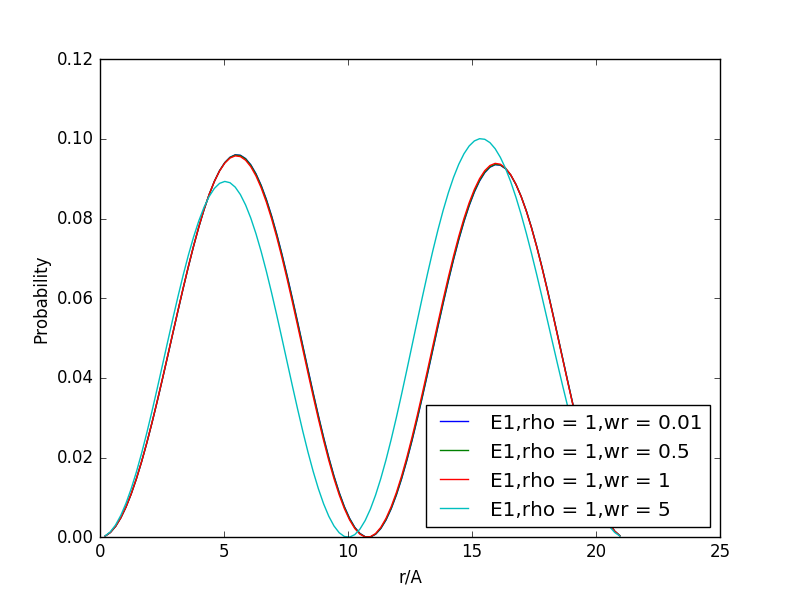 0.12
0.10
0.08
0.06
0.04
0.02
0.00
Probability
E1,rho = 1,wr = 0.01
E1,rho = 1,wr = 0.5
E1,rho = 1,wr = 1
E1,rho = 1,wr = 5
0 5 10 15 20 25
r/A